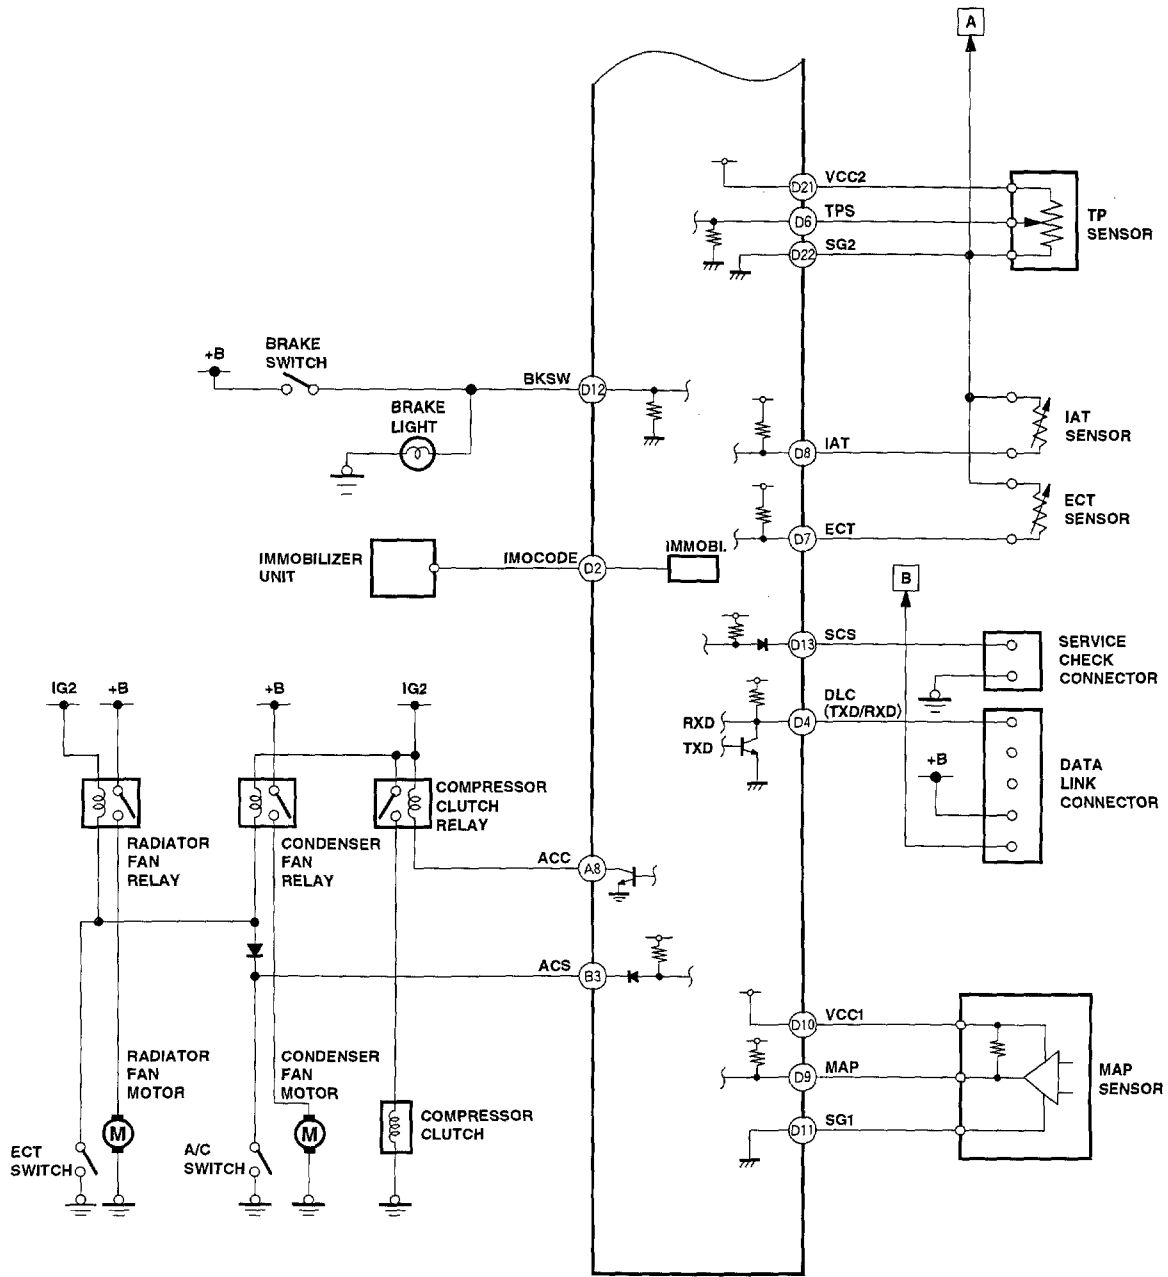 A
D21
VCC2
D6
TPS
D22
SG2
TP
SENSOR
+B
BRAKE
SWITCH
BKSW
D12
BRAKE
LIGHT
D8
IAT
IAT
SENSOR
D7
ECT
ECT
SENSOR
IMMOBILIZER
UNIT
IMOCODE
D2
IMMOBI.
B
D13
SCS
SERVICE
CHECK
CONNECTOR
RXD
TXD
D4
DLC
(TXD/RXD)
+B
DATA
LINK
CONNECTOR
IG2
+B
+B
IG2
RADIATOR
FAN
RELAY
CONDENSER
FAN
RELAY
COMPRESSOR
CLUTCH
RELAY
ACC
A8
ACS
B3
D10
VCC1
D9
MAP
D11
SG1
MAP
SENSOR
RADIATOR
FAN
MOTOR
CONDENSER
FAN
MOTOR
COMPRESSOR
CLUTCH
ECT
SWITCH
M
A/C
SWITCH
M